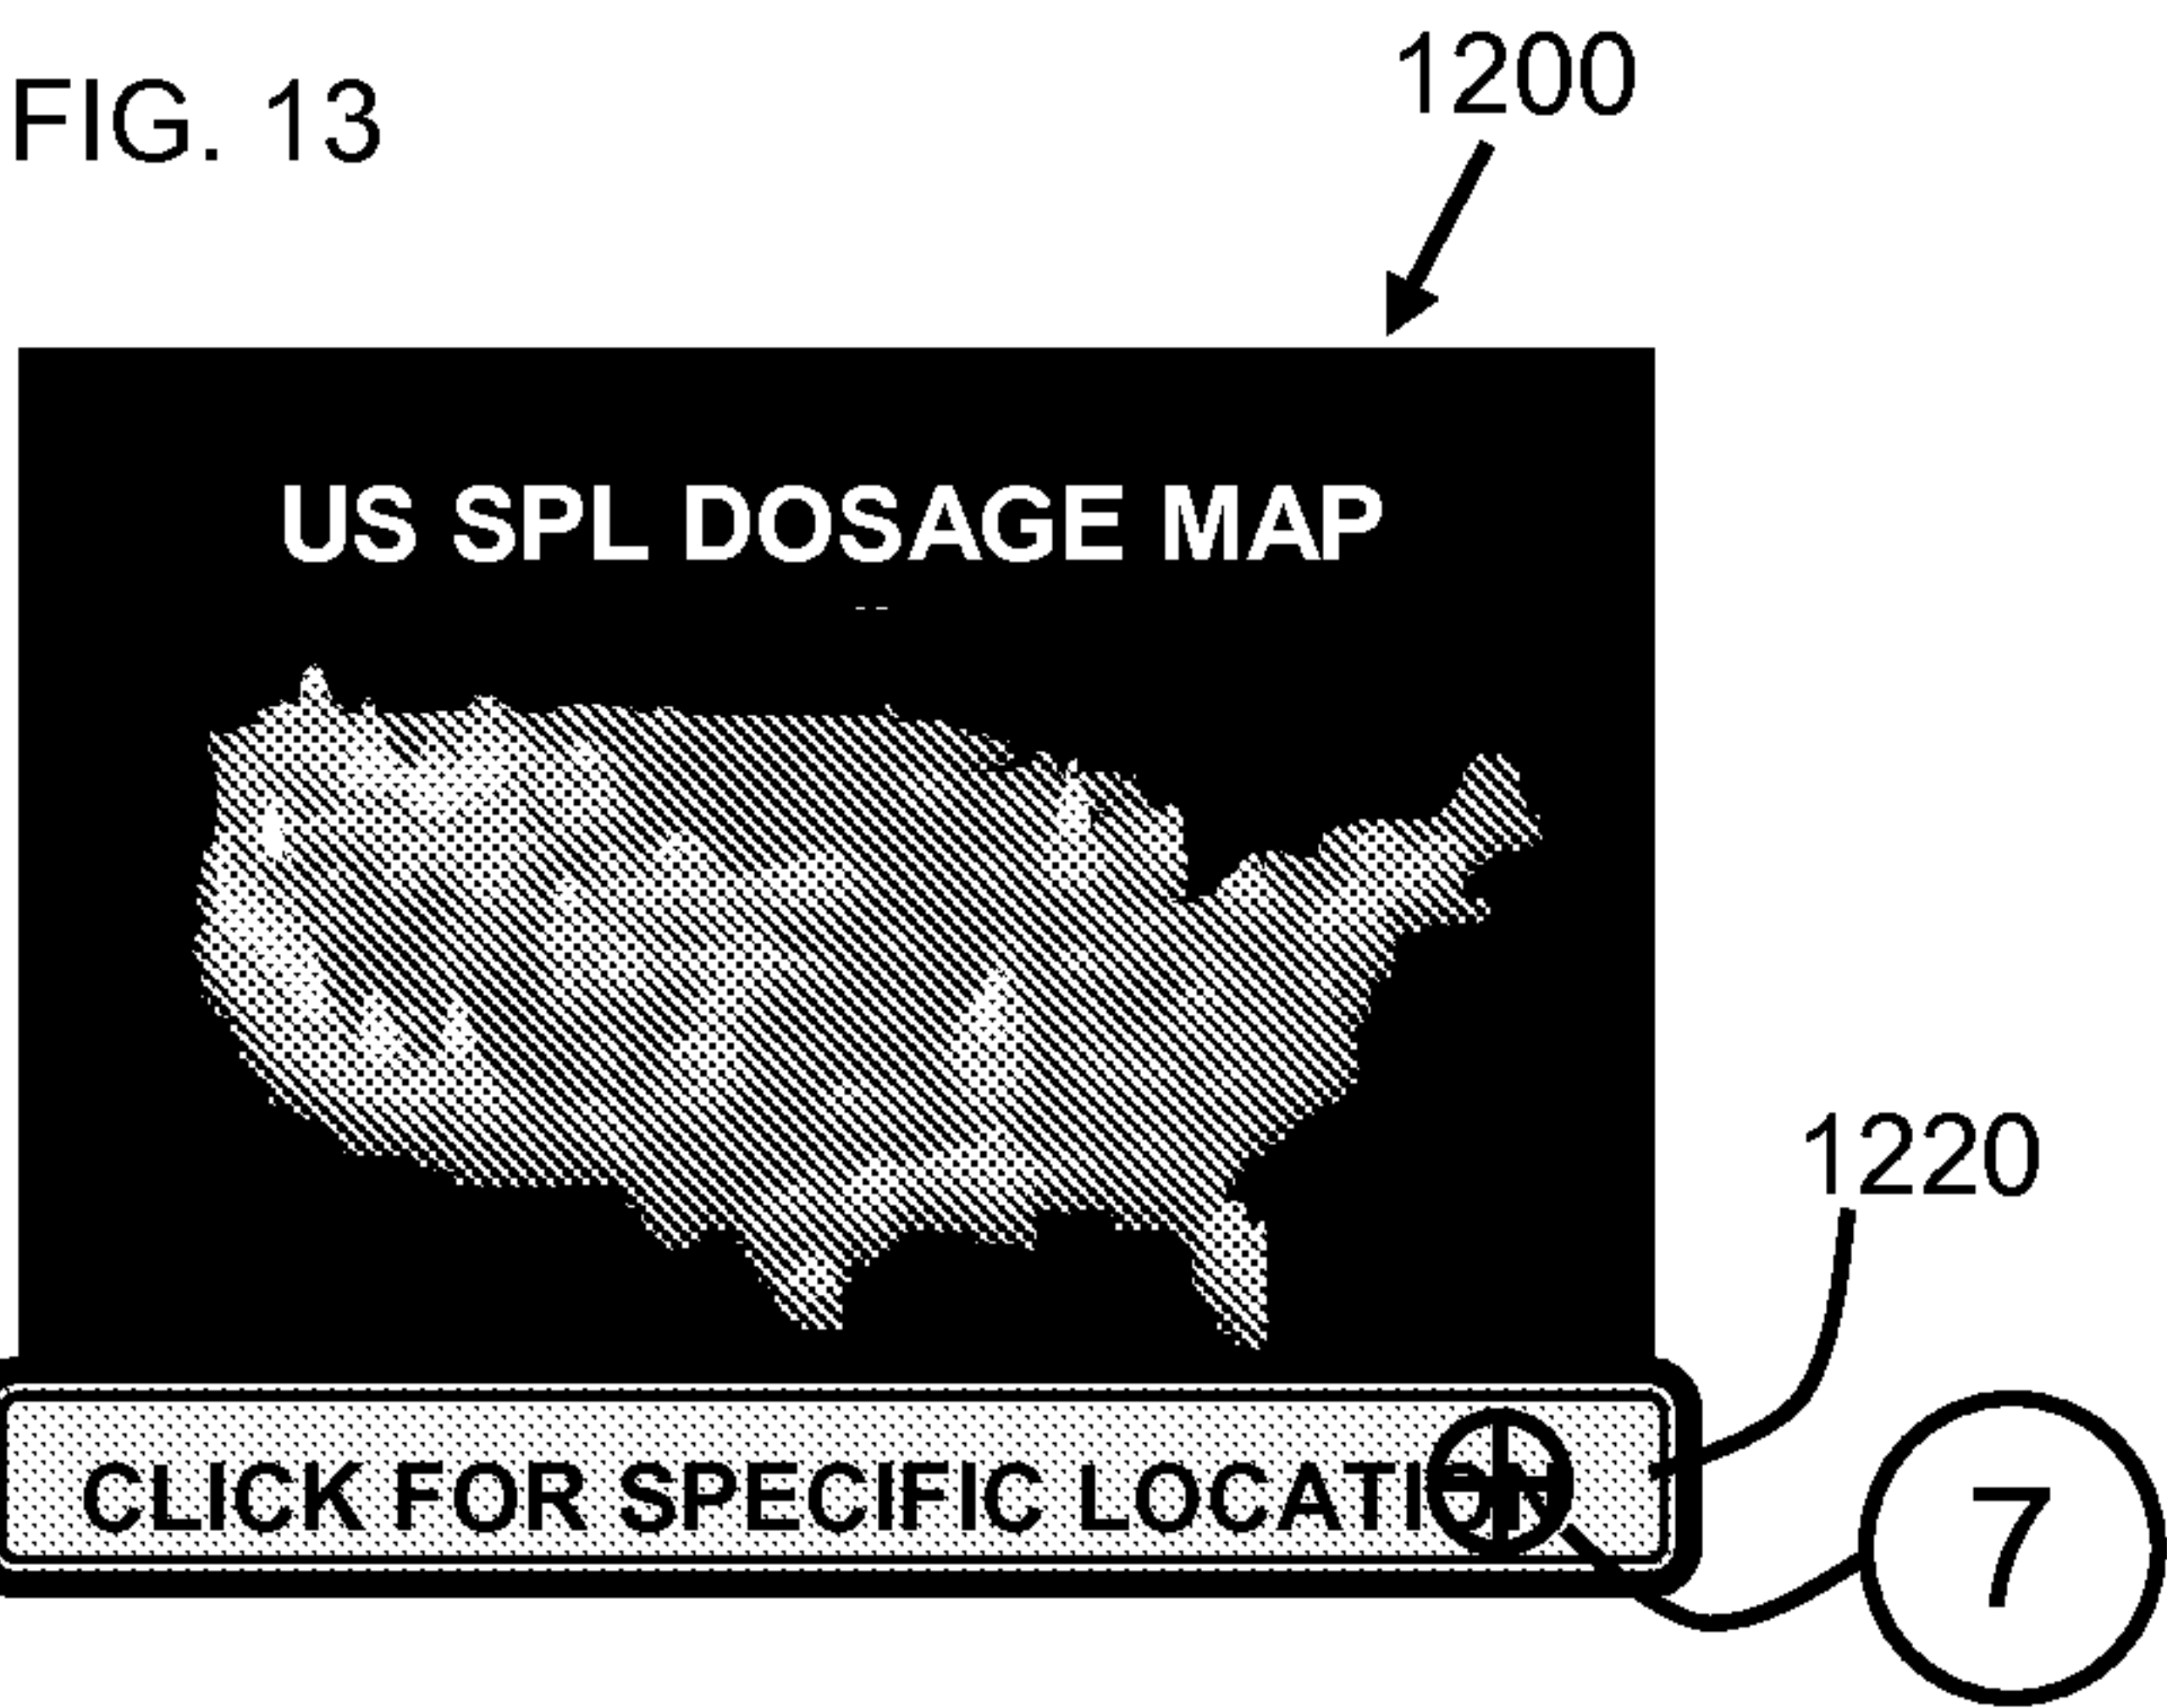 FIG. 13
1200
US SPL DOSAGE MAP
1220
CLICK FOR SPECIFIC LOCATION
7